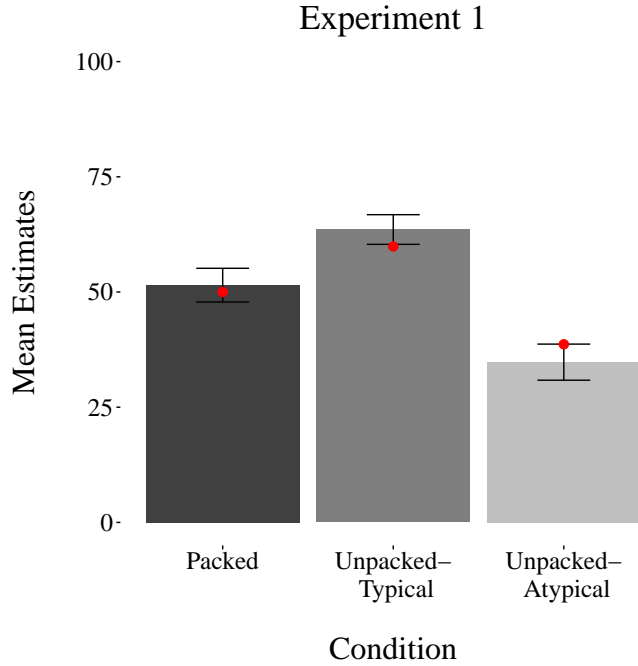 Experiment 1
100
75
50
25
0
Mean Estimates
Packed
Unpacked−
Typical
Unpacked−
Atypical
Condition